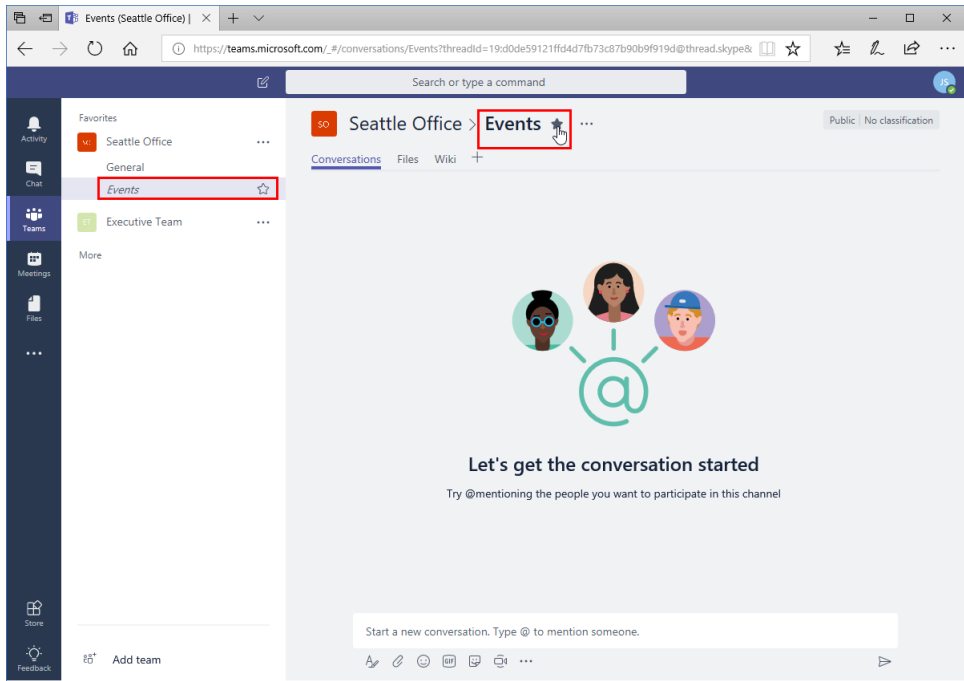 Events (Seattle Office) |
https://teams.microsoft.com/_#/conversations/Events?threadId=19:d0de59121ffd4d7fb73c87b90b9f919d@thread.skype&
Search or type a command
JS
Activity
Chat
Teams
Meetings
Files
Store
Feedback
Favorites
Seattle Office
General
Events
ET
Executive Team
More
Add team
SO
Seattle Office > Events
Public | No classification
Conversations Files Wiki +
@
Let's get the conversation started
Try @mentioning the people you want to participate in this channel
Start a new conversation. Type @ to mention someone.
GIF